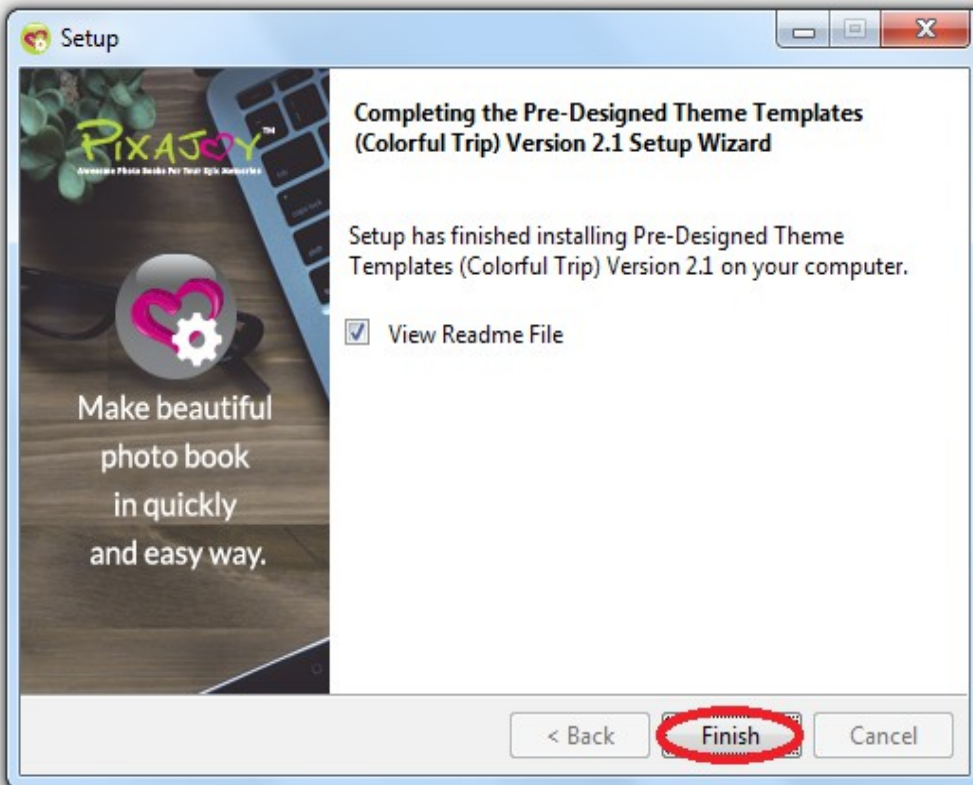 Setup
PIXAJOY™
Awesome Photo Books For Your Epic Memories
Make beautiful
photo book
in quickly
and easy way.
Completing the Pre-Designed Theme Templates
(Colorful Trip) Version 2.1 Setup Wizard
Setup has finished installing Pre-Designed Theme
Templates (Colorful Trip) Version 2.1 on your computer.
View Readme File
< Back
Finish
Cancel